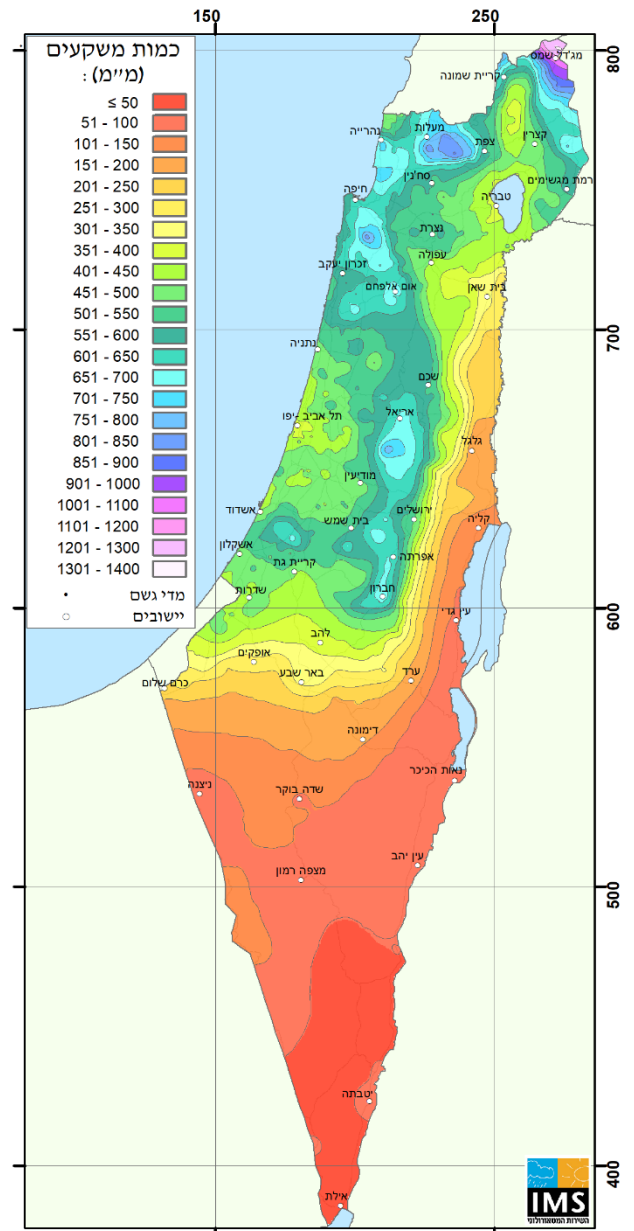 150
250
800
כמות משקעים
(מ"מ) :
≤ 50
51 - 100
101 - 150
151 - 200
201 - 250
251 - 300
301 - 350
351 - 400
401 - 450
451 - 500
501 - 550
551 - 600
601 - 650
651 - 700
701 - 750
751 - 800
801 - 850
851 - 900
901 - 1000
1001 - 1100
1101 - 1200
1201 - 1300
1301 - 1400
מדי גשם
יישובים
מג'דל-שמס
קריית שמונה
נהרייה
מעלות
צפת
קצרין
סח'נין
רמת מגשימים
חיפה
טבריה
נצרת
עפולה
זכרון יעקב
אום אלפחם
בית שאן
700
נתניה
שכם
תל אביב -יפו
אריאל
גלגל
מודיעין
אשדוד
בית שמש
ירושלים
קליה
אשקלון
קריית גת
אפרתה
שדרות
חברון
600
עין גדי
להב
אופקים
באר שבע
ערד
כרם שלום
דימונה
נאות הכיכר
ניצנה
שדה בוקר
עין יהב
מצפה רמון
500
יטבתה
400
אילת
IMS
השירות המטאורולוגי